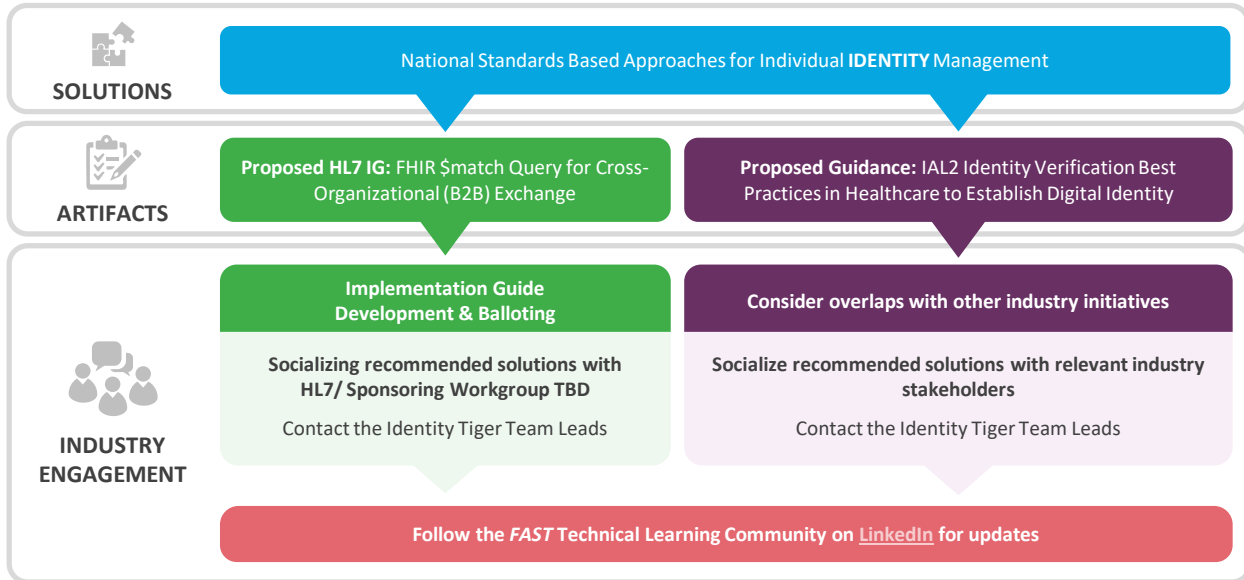 SOLUTIONS
National Standards Based Approaches for Individual IDENTITY Management
ARTIFACTS
Proposed HL7 IG: FHIR $match Query for Cross-
Organizational (B2B) Exchange
Proposed Guidance: IAL2 Identity Verification Best
Practices in Healthcare to Establish Digital Identity
INDUSTRY
ENGAGEMENT
Implementation Guide
Development & Balloting
Socializing recommended solutions with
HL7/ Sponsoring Workgroup TBD
Contact the Identity Tiger Team Leads
Consider overlaps with other industry initiatives
Socialize recommended solutions with relevant industry
stakeholders
Contact the Identity Tiger Team Leads
Follow the FAST Technical Learning Community on LinkedIn for updates